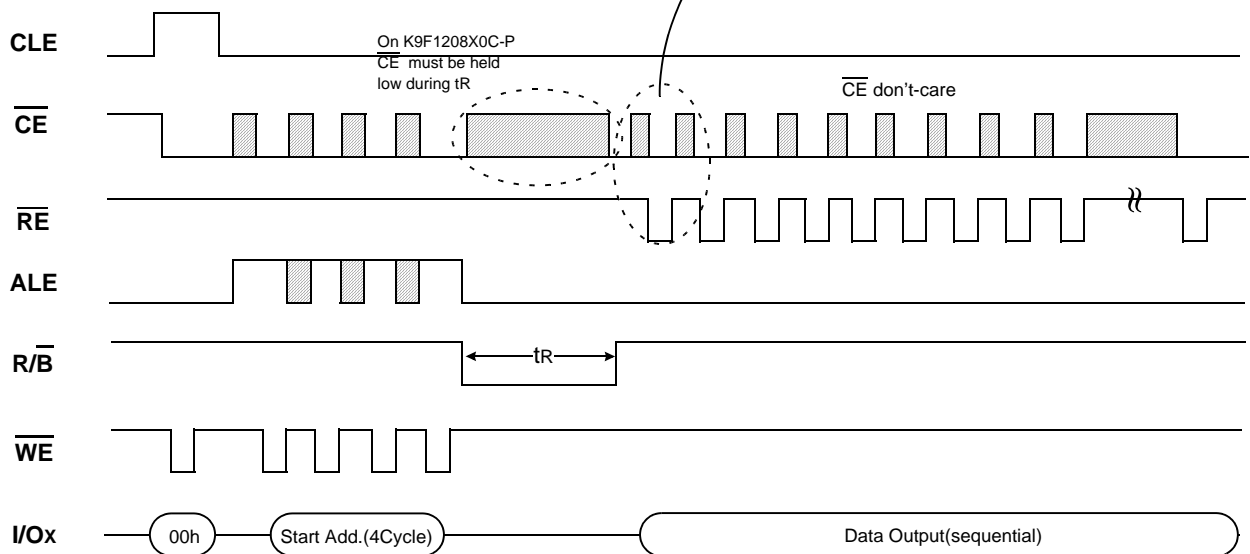 CLE
On K9F1208X0C-P
CE must be held
low during tR
CE don't-care
CE
RE
ALE
R/B
tR
WE
I/Ox
00h
Start Add.(4Cycle)
Data Output(sequential)